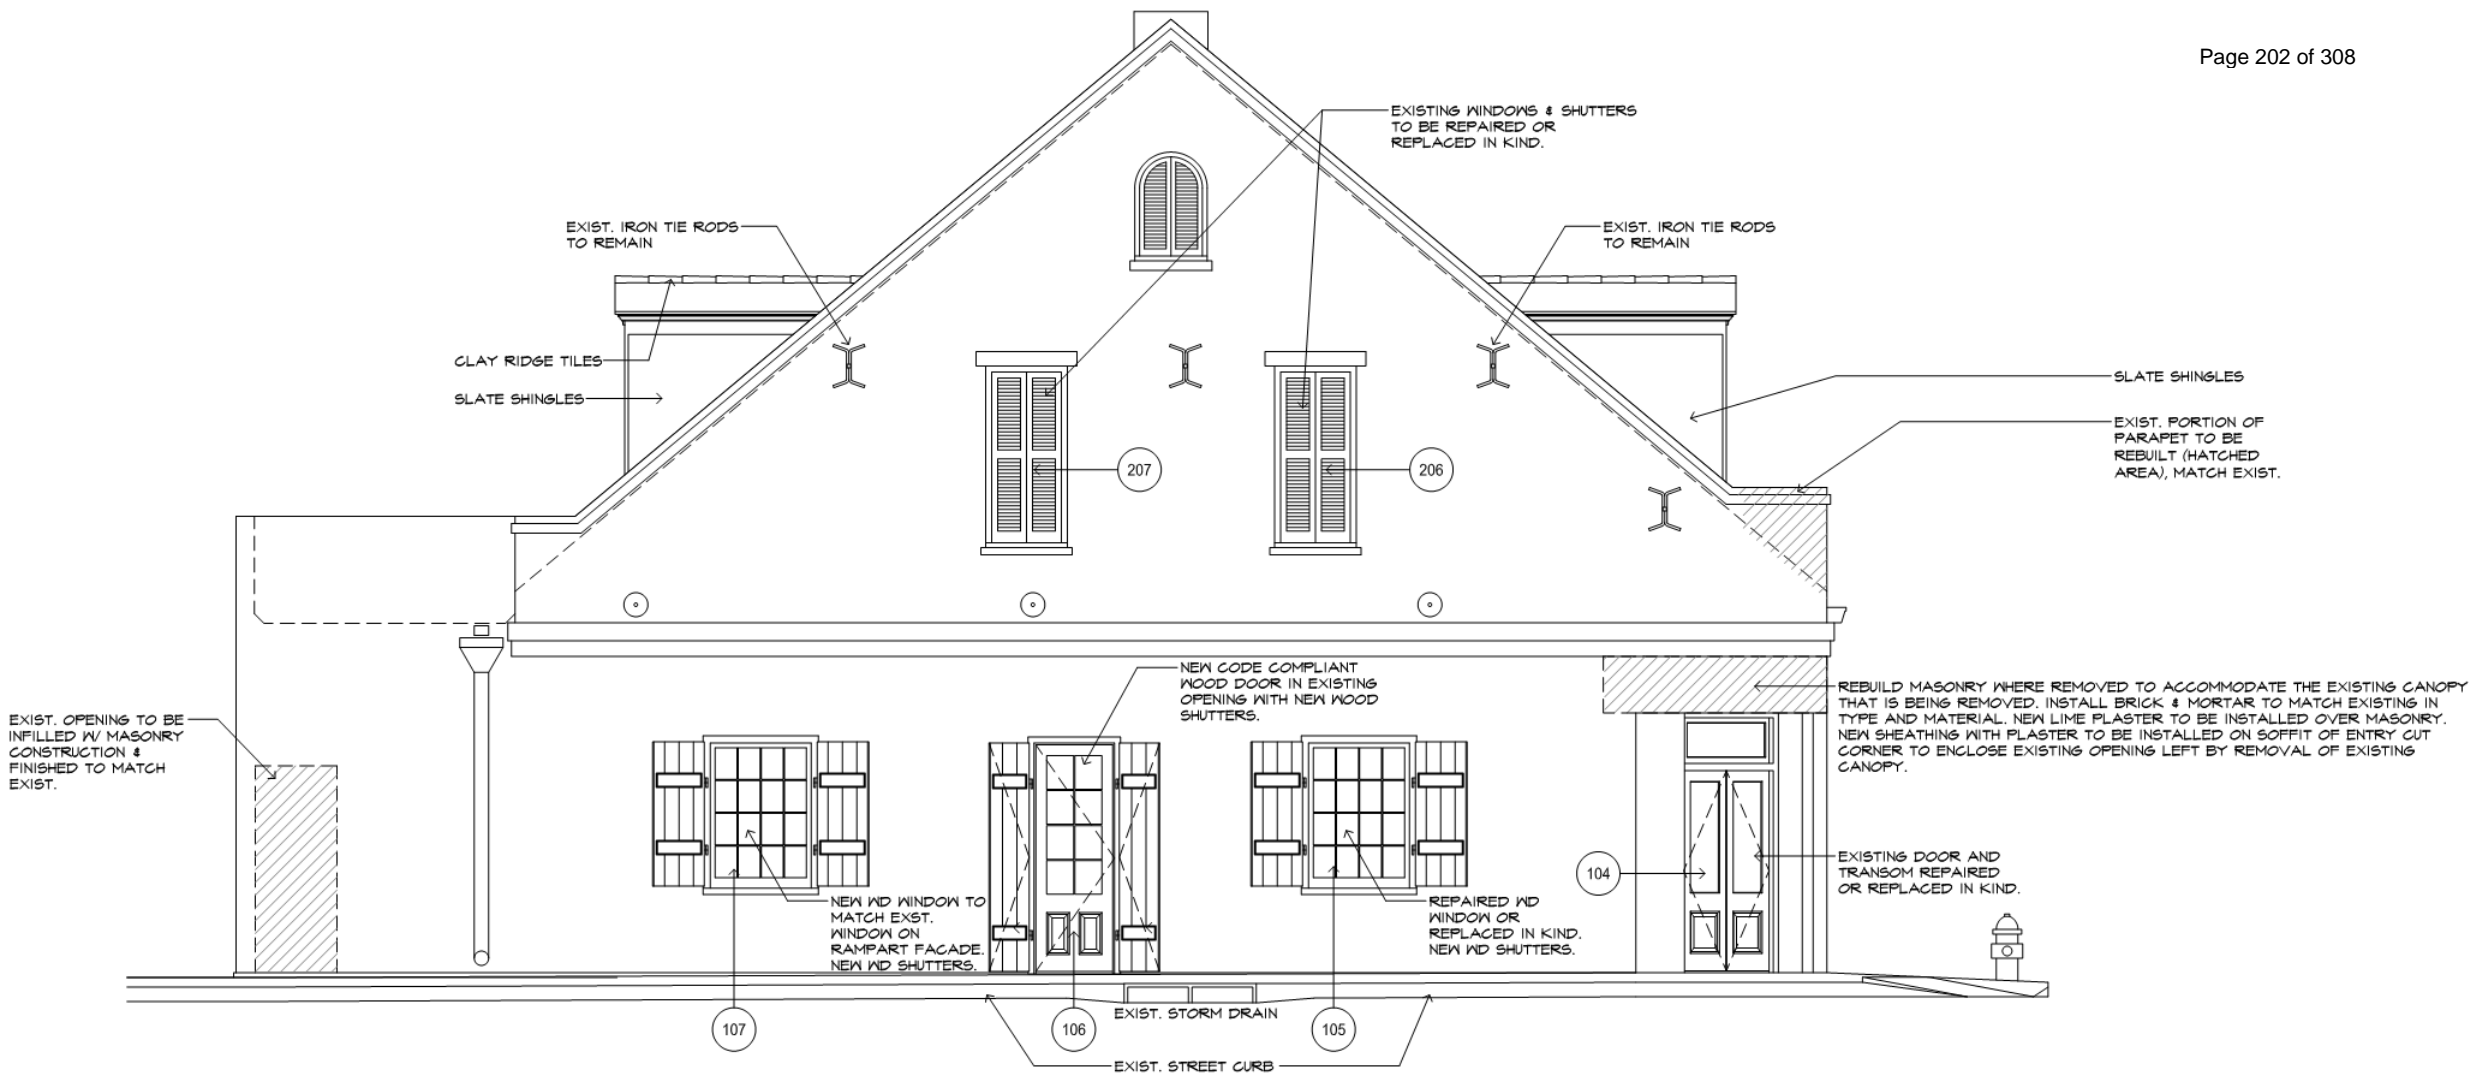 Page 202 of 308
EXISTING WINDOWS & SHUTTERS
TO BE REPAIRED OR
REPLACED IN KIND.
EXIST. IRON TIE RODS
TO REMAIN
EXIST. IRON TIE RODS
TO REMAIN
CLAY RIDGE TILES
SLATE SHINGLES
SLATE SHINGLES
EXIST. PORTION OF
PARAPET TO BE
REBUILT (HATCHED
AREA), MATCH EXIST.
207
206
NEW CODE COMPLIANT
WOOD DOOR IN EXISTING
OPENING WITH NEW WOOD
SHUTTERS.
REBUILD MASONRY WHERE REMOVED TO ACCOMMODATE THE EXISTING CANOPY
THAT IS BEING REMOVED. INSTALL BRICK & MORTAR TO MATCH EXISTING IN
TYPE AND MATERIAL. NEW LIME PLASTER TO BE INSTALLED OVER MASONRY.
NEW SHEATHING WITH PLASTER TO BE INSTALLED ON SOFFIT OF ENTRY CUT
CORNER TO ENCLOSE EXISTING OPENING LEFT BY REMOVAL OF EXISTING
CANOPY.
EXIST. OPENING TO BE
INFILLED W/ MASONRY
CONSTRUCTION &
FINISHED TO MATCH
EXIST.
104
EXISTING DOOR AND
TRANSOM REPAIRED
OR REPLACED IN KIND.
NEW WD WINDOW TO
MATCH EXST.
WINDOW ON
RAMPART FACADE.
NEW WD SHUTTERS.
REPAIRED WD
WINDOW OR
REPLACED IN KIND.
NEW WD SHUTTERS.
107
106
EXIST. STORM DRAIN
105
EXIST. STREET CURB